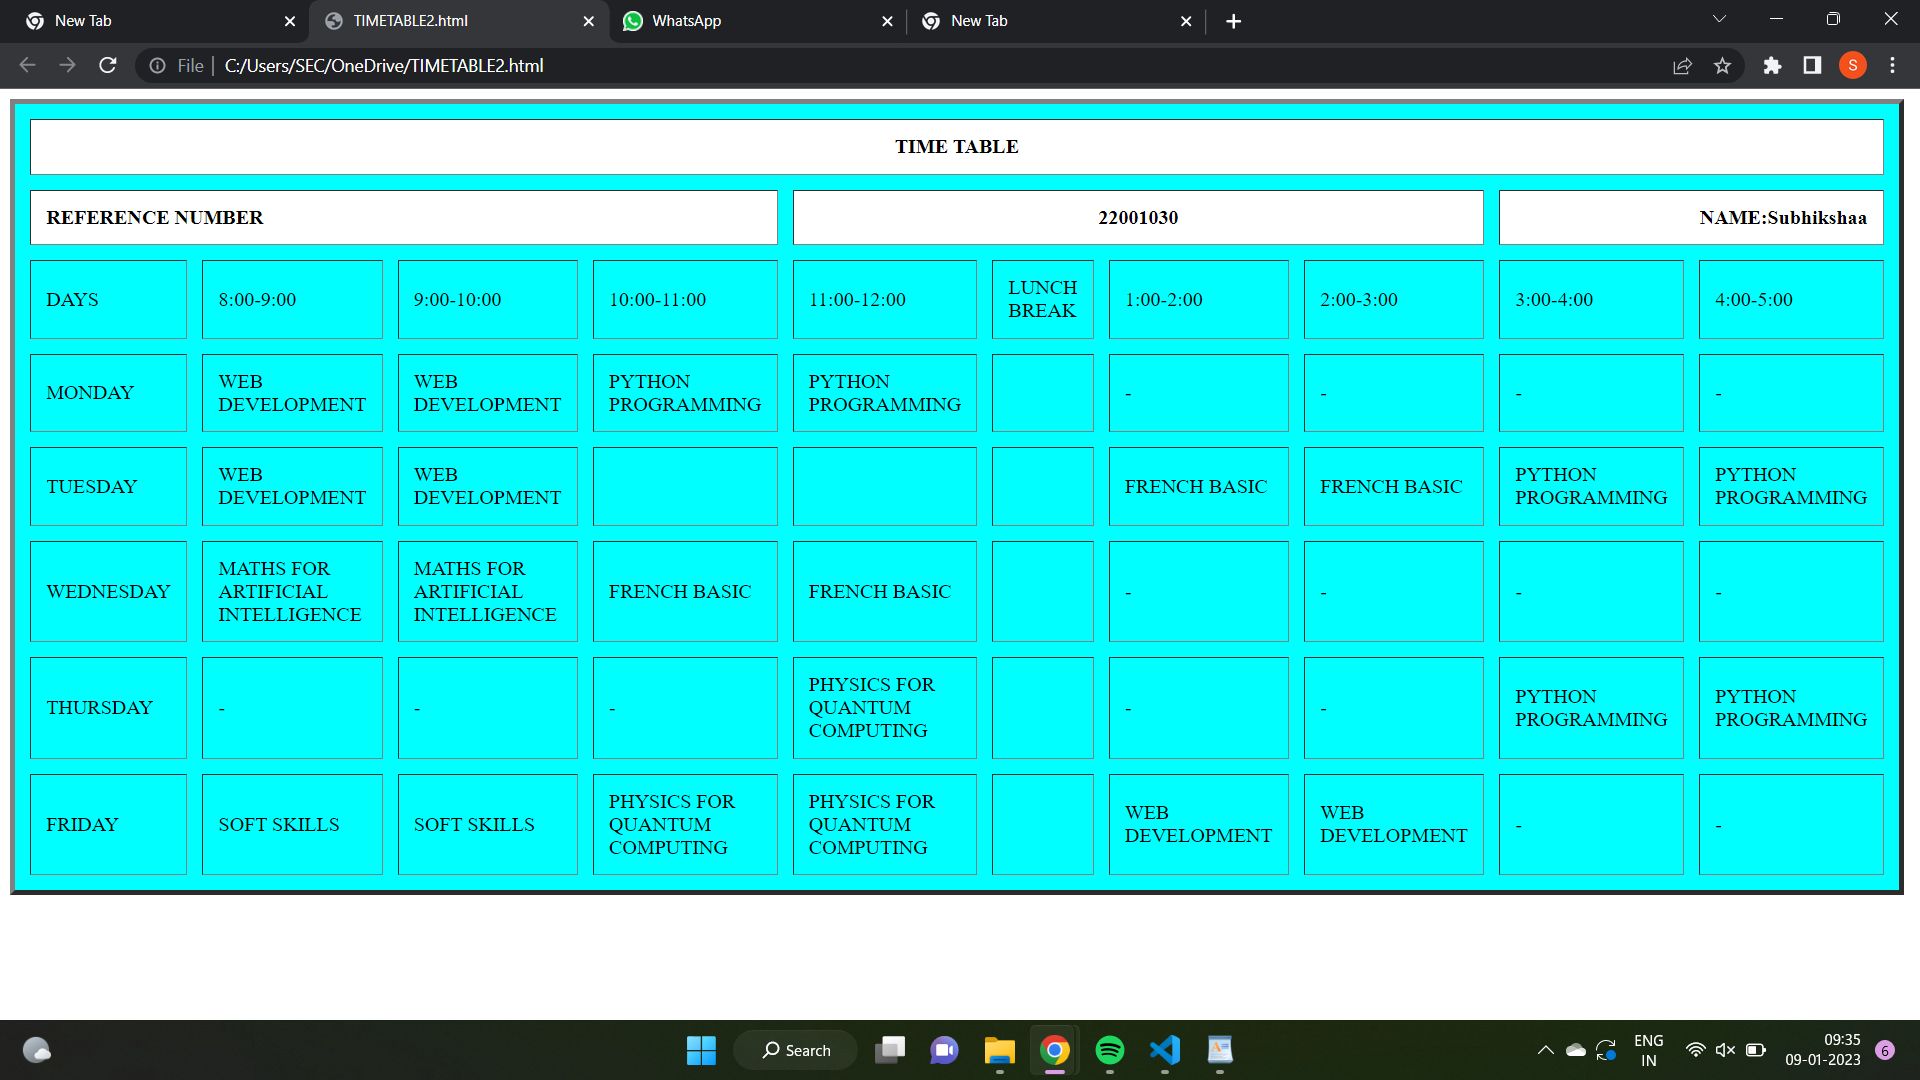 New Tab
TIMETABLE2.html
WhatsApp
New Tab
File
C:/Users/SEC/OneDrive/TIMETABLE2.html
S
TIME TABLE
REFERENCE NUMBER
22001030
NAME:Subhikshaa
DAYS
8:00-9:00
9:00-10:00
10:00-11:00
11:00-12:00
LUNCH
BREAK
1:00-2:00
2:00-3:00
3:00-4:00
4:00-5:00
MONDAY
WEB
DEVELOPMENT
WEB
DEVELOPMENT
PYTHON
PROGRAMMING
PYTHON
PROGRAMMING
-
-
-
-
TUESDAY
WEB
DEVELOPMENT
WEB
DEVELOPMENT
FRENCH BASIC
FRENCH BASIC
PYTHON
PROGRAMMING
PYTHON
PROGRAMMING
WEDNESDAY
MATHS FOR
ARTIFICIAL
INTELLIGENCE
MATHS FOR
ARTIFICIAL
INTELLIGENCE
FRENCH BASIC
FRENCH BASIC
-
-
-
-
THURSDAY
-
-
-
PHYSICS FOR
QUANTUM
COMPUTING
-
-
PYTHON
PROGRAMMING
PYTHON
PROGRAMMING
FRIDAY
SOFT SKILLS
SOFT SKILLS
PHYSICS FOR
QUANTUM
COMPUTING
PHYSICS FOR
QUANTUM
COMPUTING
WEB
DEVELOPMENT
WEB
DEVELOPMENT
-
-
Search
ENG
IN
09:35
09-01-2023
6